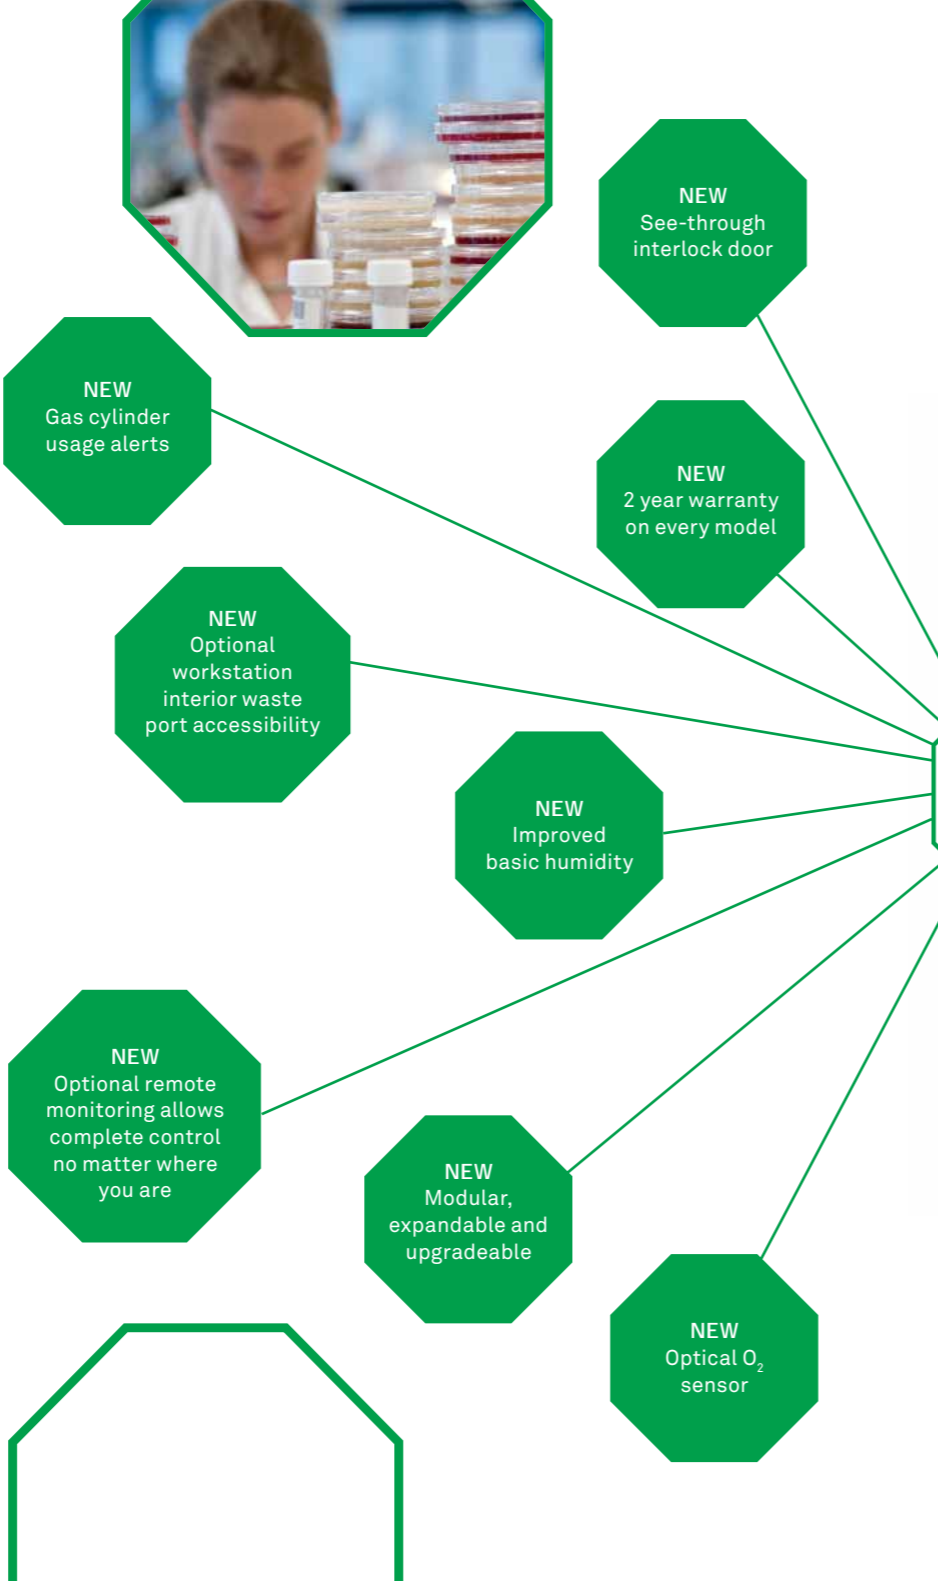 NEW
See-through
interlock door
NEW
Gas cylinder
usage alerts
NEW
2 year warranty
on every model
NEW
Optional
workstation
interior waste
port accessibility
NEW
Improved
basic humidity
NEW
Optional remote
monitoring allows
complete control
no matter where
you are
NEW
Modular,
expandable and
upgradeable
NEW
Optical O₂
sensor